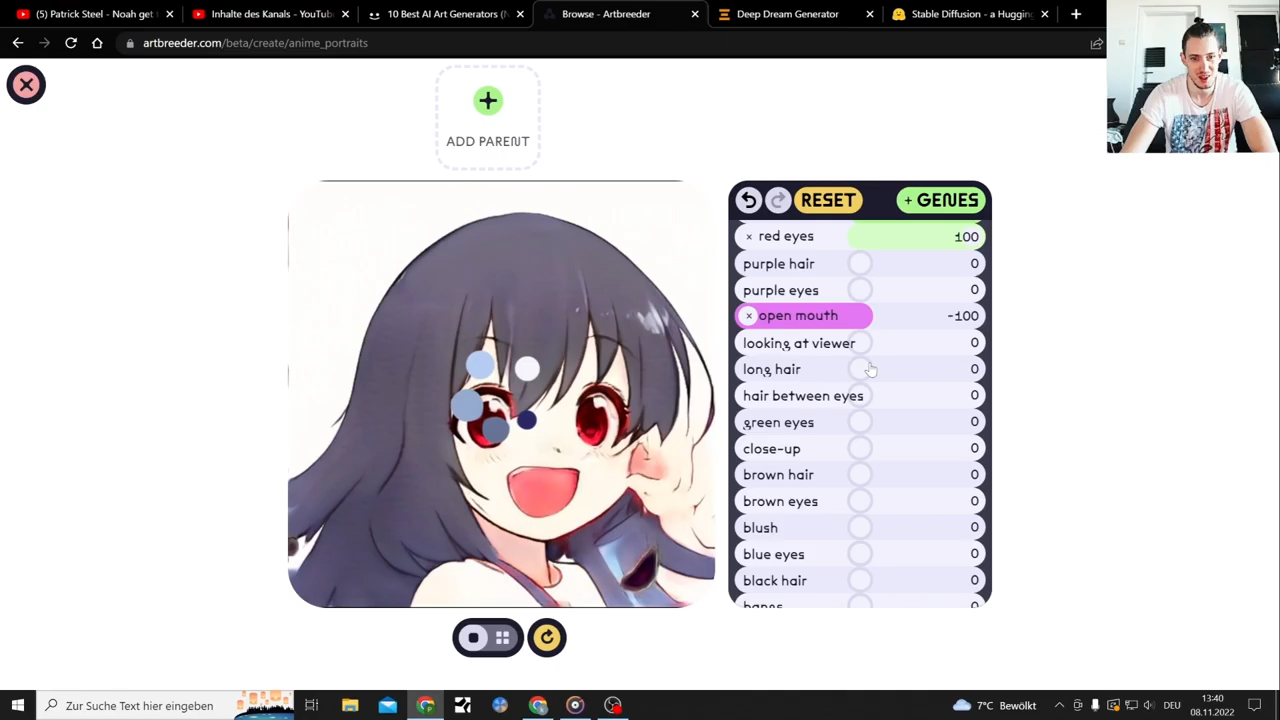 (5) Patrick Steel - Noah get
Inhalte des Kanals - YouTub
10 Best AI Art Generators (N
Browse - Artbreeder
Deep Dream Generator
Stable Diffusion - a Hugging
artbreeder.com/beta/create/anime_portraits
ADD PARENT
RESET
+ GENES
× red eyes 100
purple hair 0
purple eyes 0
× open mouth -100
looking at viewer 0
long hair 0
hair between eyes 0
green eyes 0
close-up 0
brown hair 0
brown eyes 0
blush 0
blue eyes 0
black hair 0
bangs 0
Zur Suche Text hier eingeben
7°C Bewölkt
DEU
13:40
08.11.2022